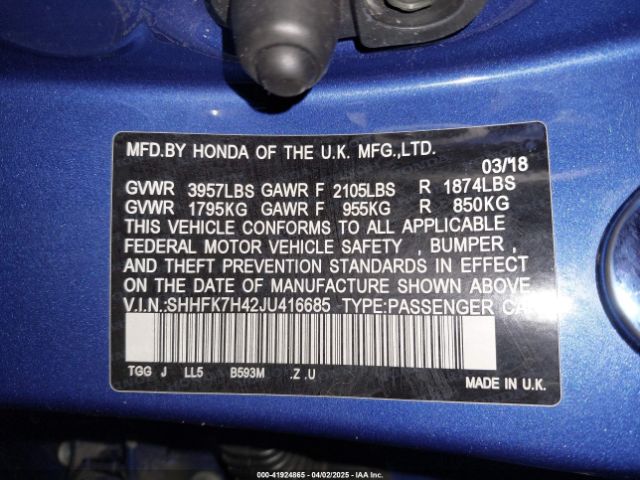 MFD.BY HONDA OF THE U.K. MFG.,LTD.
03/'18
GVWR 3957LBS GAWR F 2105LBS R 1874LBS
GVWR 1795KG GAWR F 955KG R 850KG
THIS VEHICLE CONFORMS TO ALL APPLICABLE
FEDERAL MOTOR VEHICLE SAFETY , BUMPER ,
AND THEFT PREVENTION STANDARDS IN EFFECT
ON THE DATE OF MANUFACTURE SHOWN ABOVE
V.I.N.:SHHFK7H42JU416685 TYPE:PASSENGER CA
TGG J LL5 B593M .Z .U
MADE IN U.K.
000-41924865 - 04/02/2025 - IAA Corp.